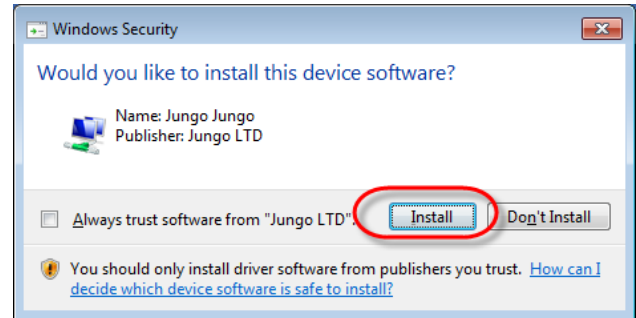 Windows Security
Would you like to install this device software?
Name: Jungo Jungo
Publisher: Jungo LTD
Always trust software from "Jungo LTD". Install Don't Install
You should only install driver software from publishers you trust. How can I
decide which device software is safe to install?